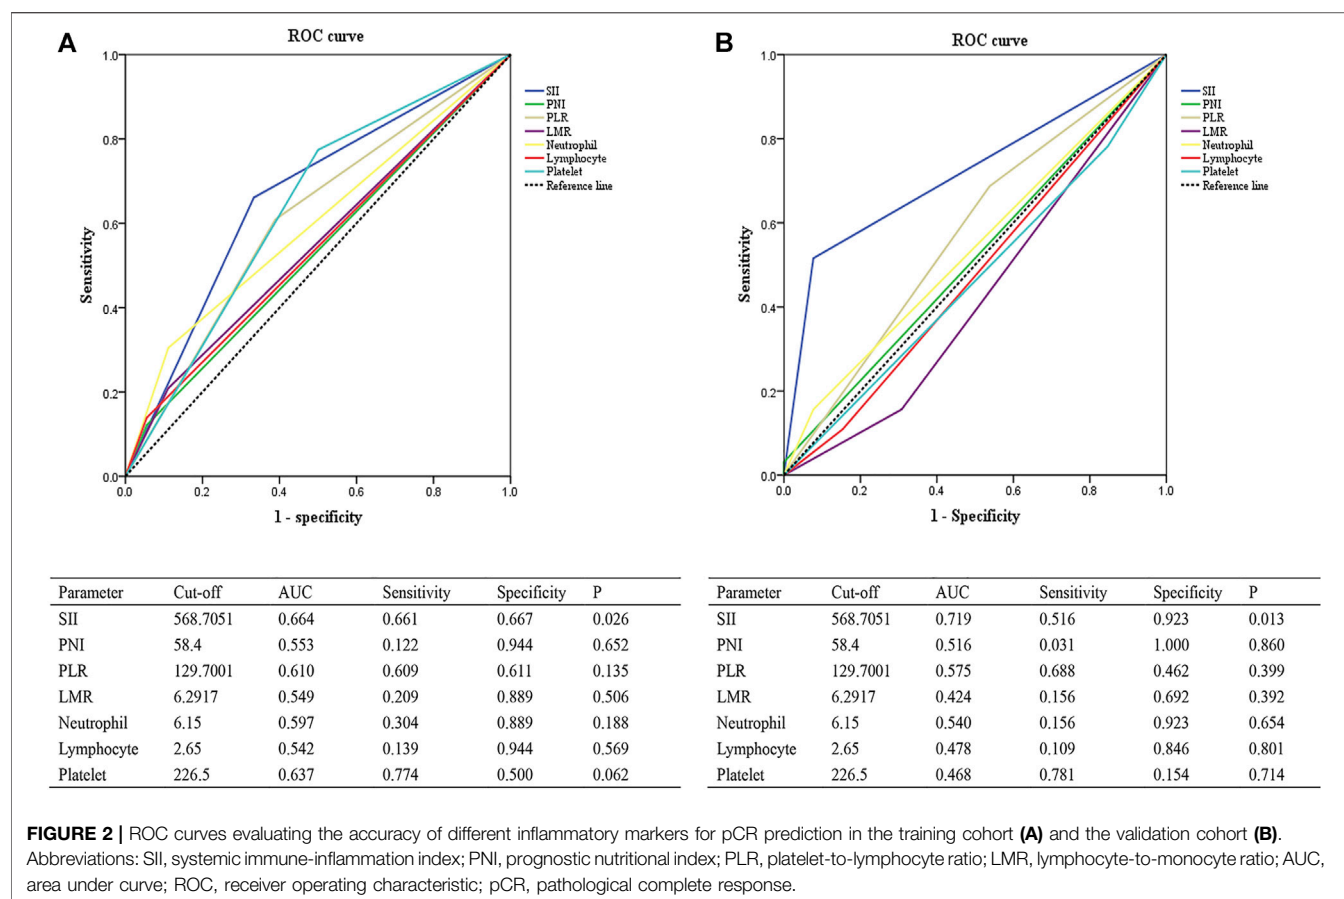 A
ROC curve
1.0
0.8
0.6
0.4
0.2
0.0
Sensitivity
0.0 0.2 0.4 0.6 0.8 1.0
1 - specificity
SII
PNI
PLR
LMR
Neutrophil
Lymphocyte
Platelet
Reference line
B
ROC curve
1.0
0.8
0.6
0.4
0.2
0.0
Sensitivity
0.0 0.2 0.4 0.6 0.8 1.0
1 - Specificity
SII
PNI
PLR
LMR
Neutrophil
Lymphocyte
Platelet
Reference line
Parameter Cut-off AUC Sensitivity Specificity P
SII 568.7051 0.664 0.661 0.667 0.026
PNI 58.4 0.553 0.122 0.944 0.652
PLR 129.7001 0.610 0.609 0.611 0.135
LMR 6.2917 0.549 0.209 0.889 0.506
Neutrophil 6.15 0.597 0.304 0.889 0.188
Lymphocyte 2.65 0.542 0.139 0.944 0.569
Platelet 226.5 0.637 0.774 0.500 0.062
Parameter Cut-off AUC Sensitivity Specificity P
SII 568.7051 0.719 0.516 0.923 0.013
PNI 58.4 0.516 0.031 1.000 0.860
PLR 129.7001 0.575 0.688 0.462 0.399
LMR 6.2917 0.424 0.156 0.692 0.392
Neutrophil 6.15 0.540 0.156 0.923 0.654
Lymphocyte 2.65 0.478 0.109 0.846 0.801
Platelet 226.5 0.468 0.781 0.154 0.714
FIGURE 2 | ROC curves evaluating the accuracy of different inflammatory markers for pCR prediction in the training cohort (A) and the validation cohort (B).
Abbreviations: SII, systemic immune-inflammation index; PNI, prognostic nutritional index; PLR, platelet-to-lymphocyte ratio; LMR, lymphocyte-to-monocyte ratio; AUC,
area under curve; ROC, receiver operating characteristic; pCR, pathological complete response.